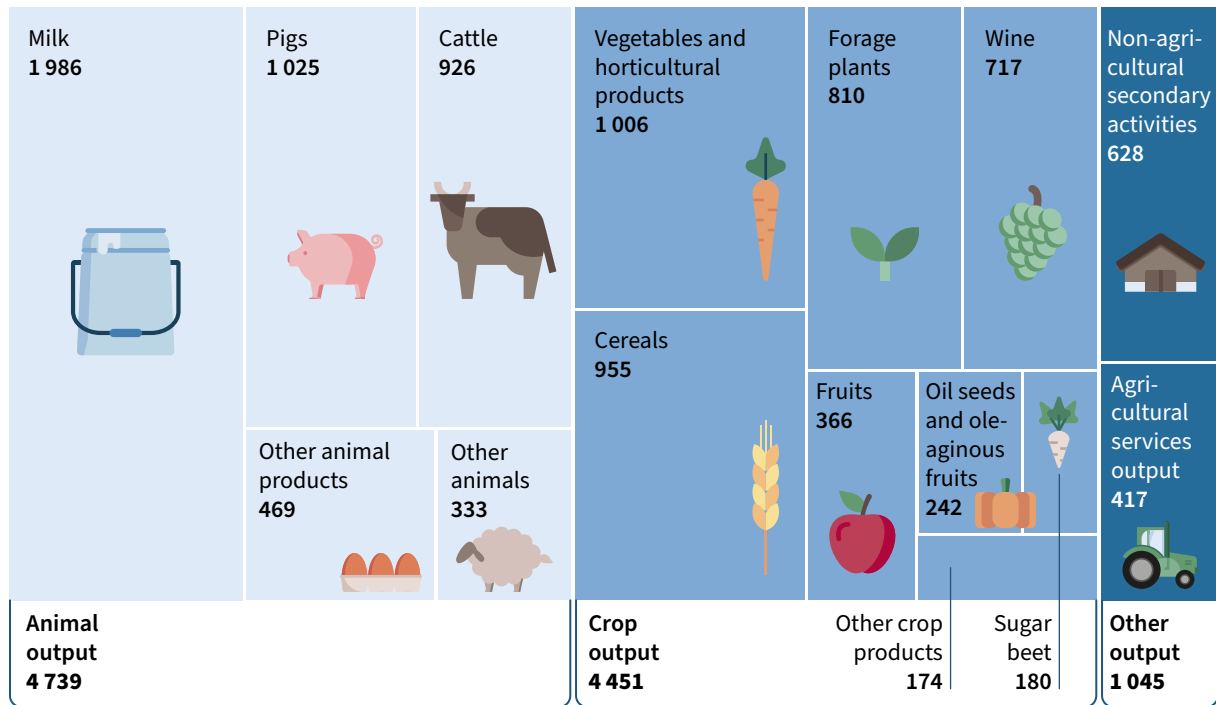 Milk
1 986
Pigs
1 025
Cattle
926
Other animal
products
469
Other
animals
333
Animal
output
4 739
Vegetables and
horticultural
products
1 006
Cereals
955
Forage
plants
810
Wine
717
Fruits
366
Oil seeds
and ole-
aginous
fruits
242
Other crop
products
174
Sugar
beet
180
Crop
output
4 451
Non-agri-
cultural
secondary
activities
628
Agri-
cultural
services
output
417
Other
output
1 045